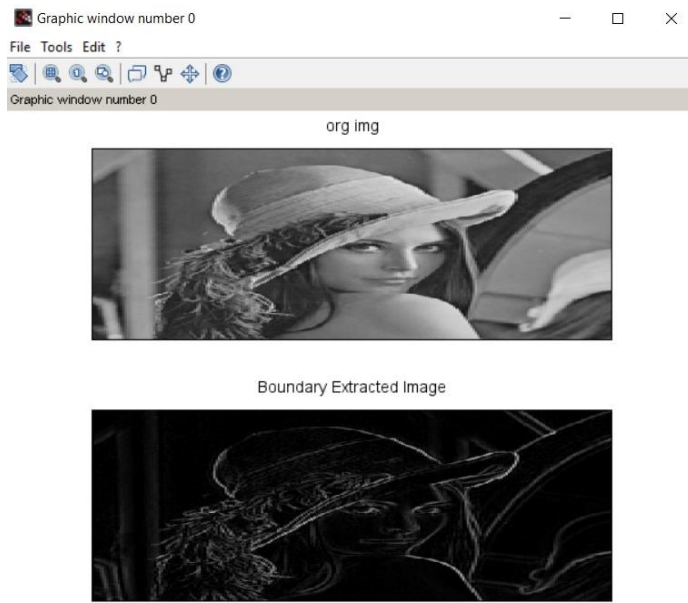 Graphic window number 0
File Tools Edit ?
Graphic window number 0
org img
Boundary Extracted Image